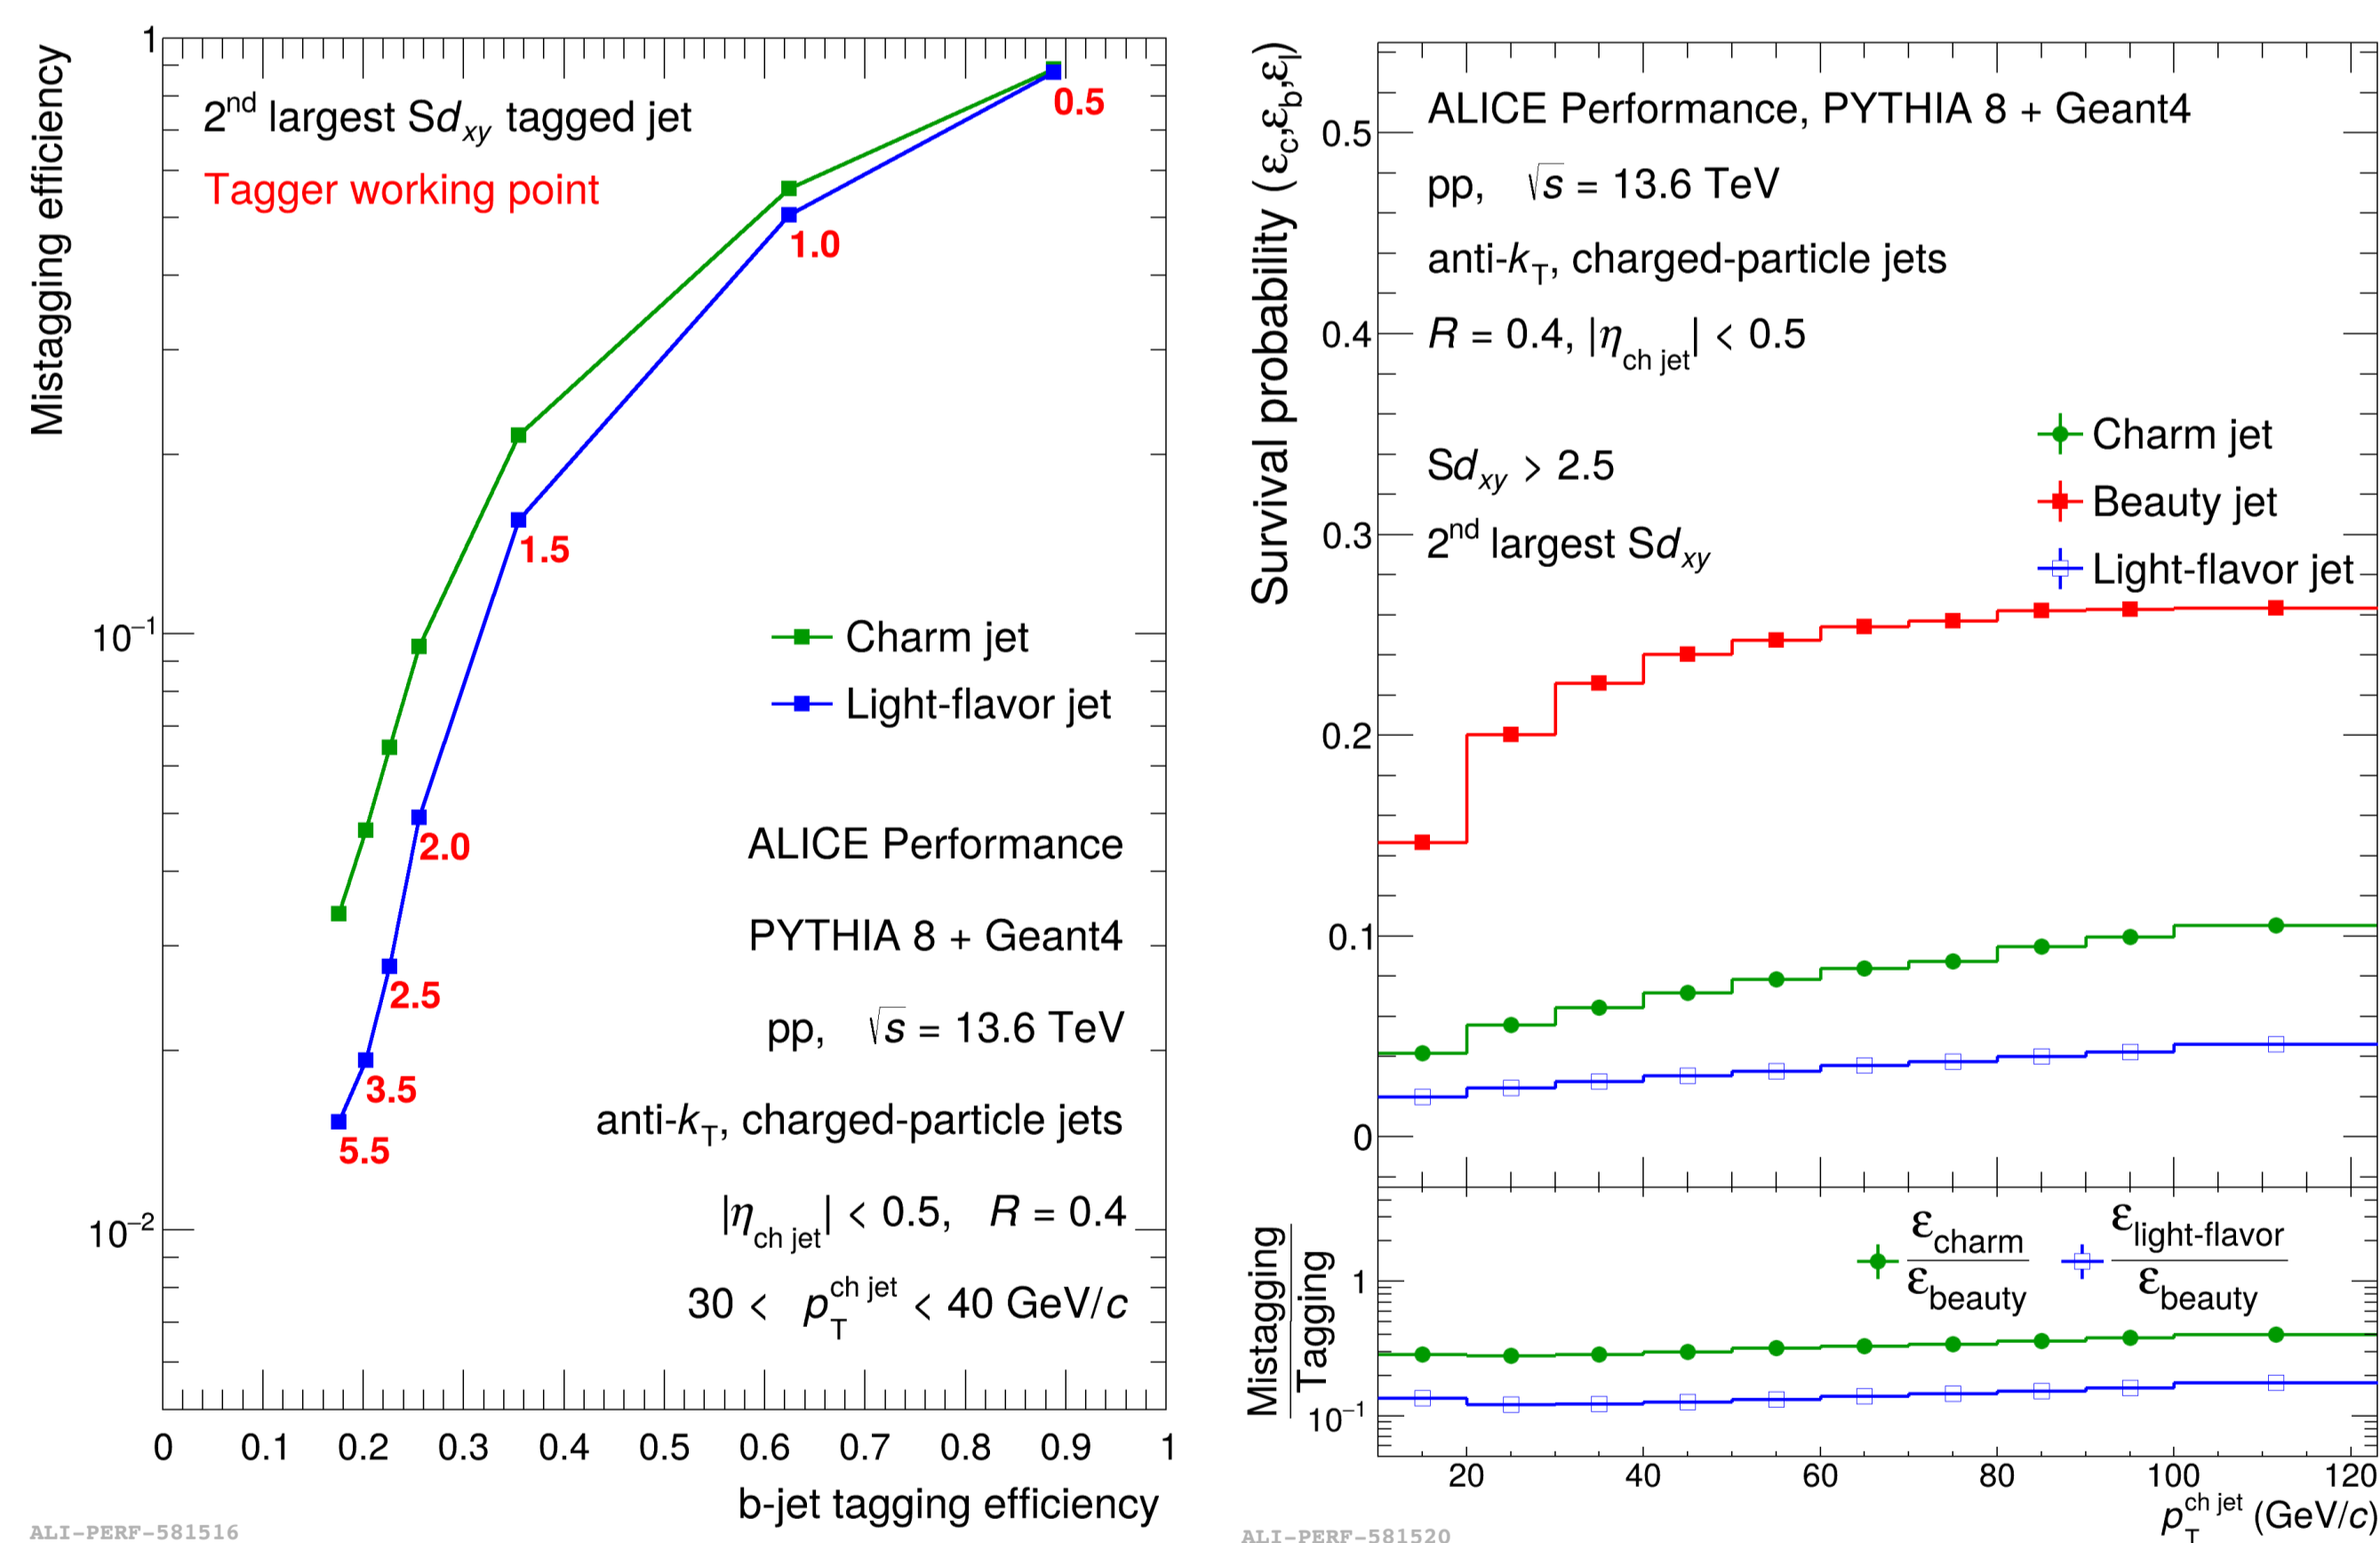 Mistagging efficiency
1
10⁻¹
10⁻²
2nd largest Sdxy tagged jet
Tagger working point
0.5
1.0
1.5
2.0
2.5
3.5
5.5
Charm jet
Light-flavor jet
ALICE Performance
PYTHIA 8 + Geant4
pp, √s = 13.6 TeV
anti-kT, charged-particle jets
|ηch jet| < 0.5, R = 0.4
30 < pTch jet < 40 GeV/c
0 0.1 0.2 0.3 0.4 0.5 0.6 0.7 0.8 0.9 1
b-jet tagging efficiency
ALI-PERF-581516
Survival probability (εc,εb,εl)
0.5
0.4
0.3
0.2
0.1
0
ALICE Performance, PYTHIA 8 + Geant4
pp, √s = 13.6 TeV
anti-kT, charged-particle jets
R = 0.4, |ηch jet| < 0.5
Sdxy > 2.5
2nd largest Sdxy
Charm jet
Beauty jet
Light-flavor jet
Mistagging
Tagging
1
10⁻¹
εcharm
εbeauty
εlight-flavor
εbeauty
20 40 60 80 100 120
pTch jet (GeV/c)
ALI-PERF-581520